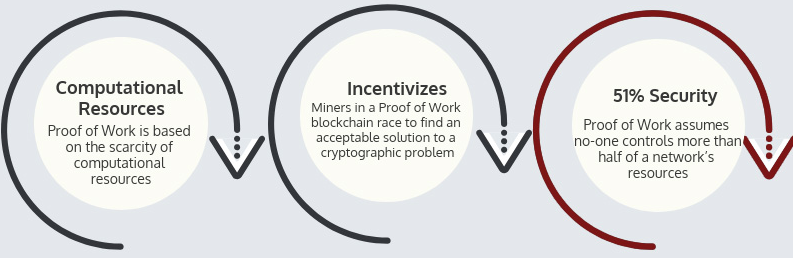 Computational
Resources
Proof of Work is based
on the scarcity of
computational
resources
Incentivizes
Miners in a Proof of Work
blockchain race to find an
acceptable solution to a
cryptographic problem
51% Security
Proof of Work assumes
no-one controls more than
half of a network’s
resources